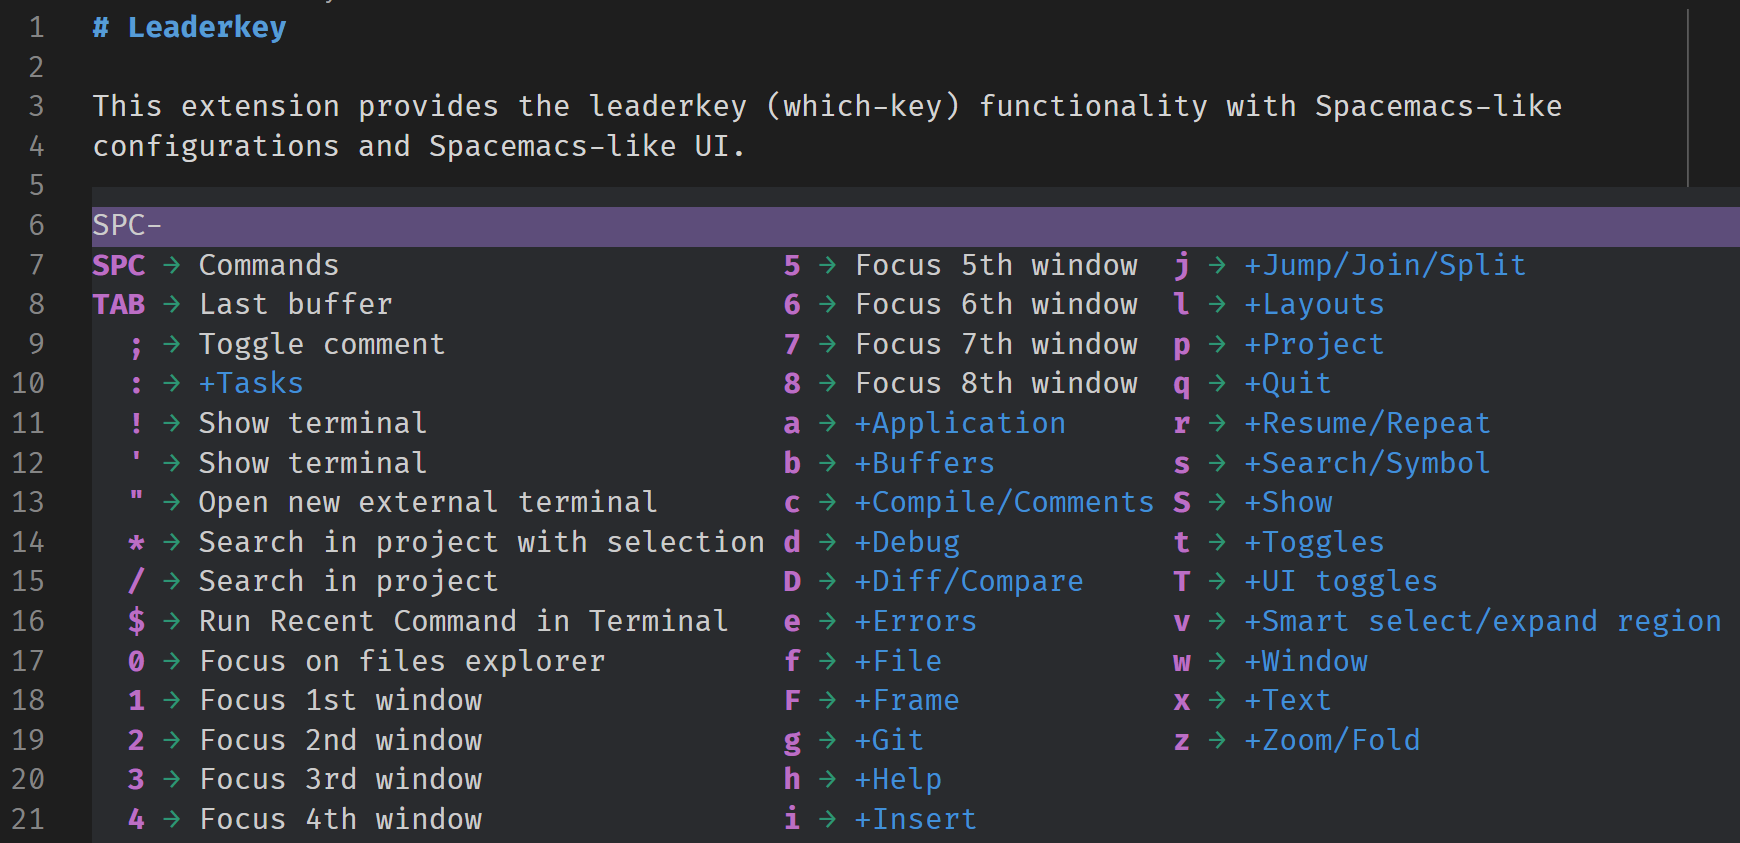 1 # Leaderkey
2
3 This extension provides the leaderkey (which-key) functionality with Spacemacs-like
4 configurations and Spacemacs-like UI.
5
6 SPC-
7 SPC → Commands 5 → Focus 5th window j → +Jump/Join/Split
8 TAB → Last buffer 6 → Focus 6th window l → +Layouts
9 ; → Toggle comment 7 → Focus 7th window p → +Project
10 : → +Tasks 8 → Focus 8th window q → +Quit
11 ! → Show terminal a → +Application r → +Resume/Repeat
12 ' → Show terminal b → +Buffers s → +Search/Symbol
13 " → Open new external terminal c → +Compile/Comments S → +Show
14 * → Search in project with selection d → +Debug t → +Toggles
15 / → Search in project D → +Diff/Compare T → +UI toggles
16 $ → Run Recent Command in Terminal e → +Errors v → +Smart select/expand region
17 0 → Focus on files explorer f → +File w → +Window
18 1 → Focus 1st window F → +Frame x → +Text
19 2 → Focus 2nd window g → +Git z → +Zoom/Fold
20 3 → Focus 3rd window h → +Help
21 4 → Focus 4th window i → +Insert